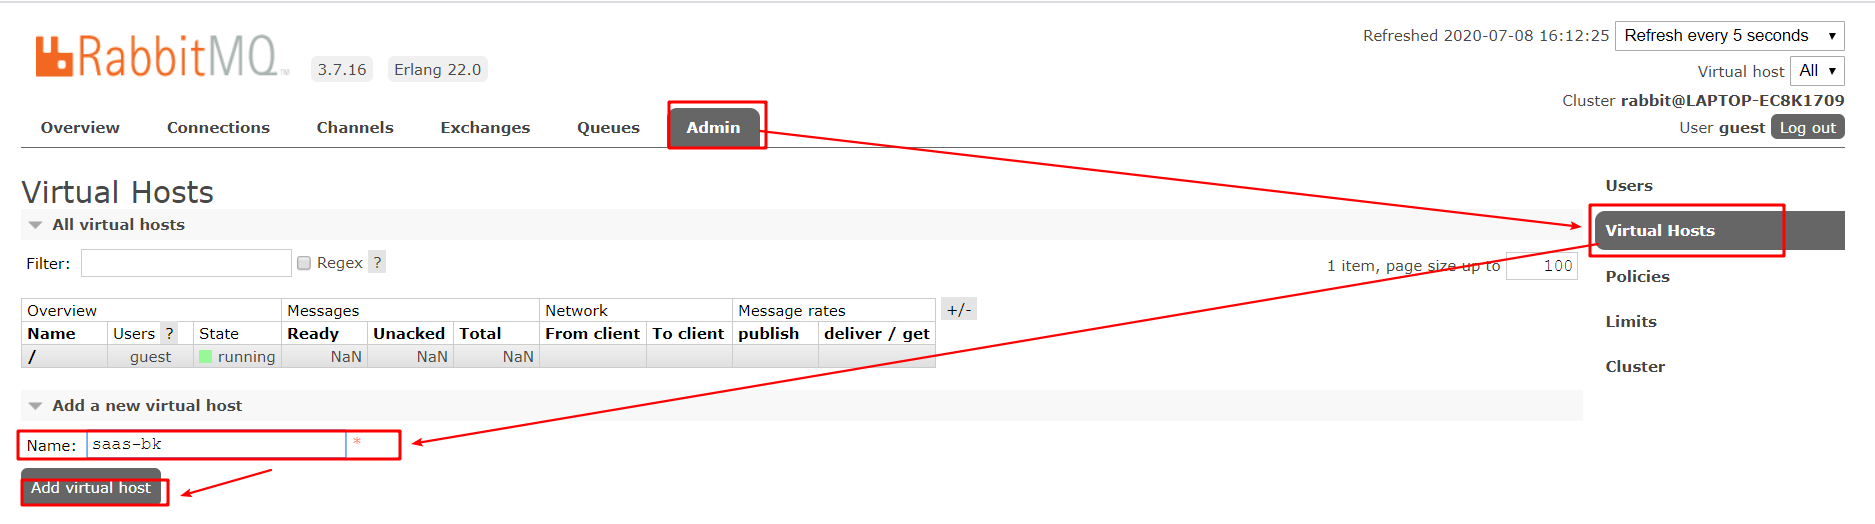 Refreshed 2020-07-08 16:12:25 Refresh every 5 seconds
RabbitMQ TM 3.7.16 Erlang 22.0
Virtual host All
Cluster rabbit@LAPTOP-EC8K1709
User guest Log out
Overview Connections Channels Exchanges Queues Admin
Virtual Hosts
All virtual hosts
Filter: Regex ?
1 item, page size up to 100
Overview Messages Network Message rates +/-
Name Users ? State Ready Unacked Total From client To client publish deliver / get
/ guest running NaN NaN NaN
Add a new virtual host
Name: saas-bk *
Add virtual host
Users
Virtual Hosts
Policies
Limits
Cluster